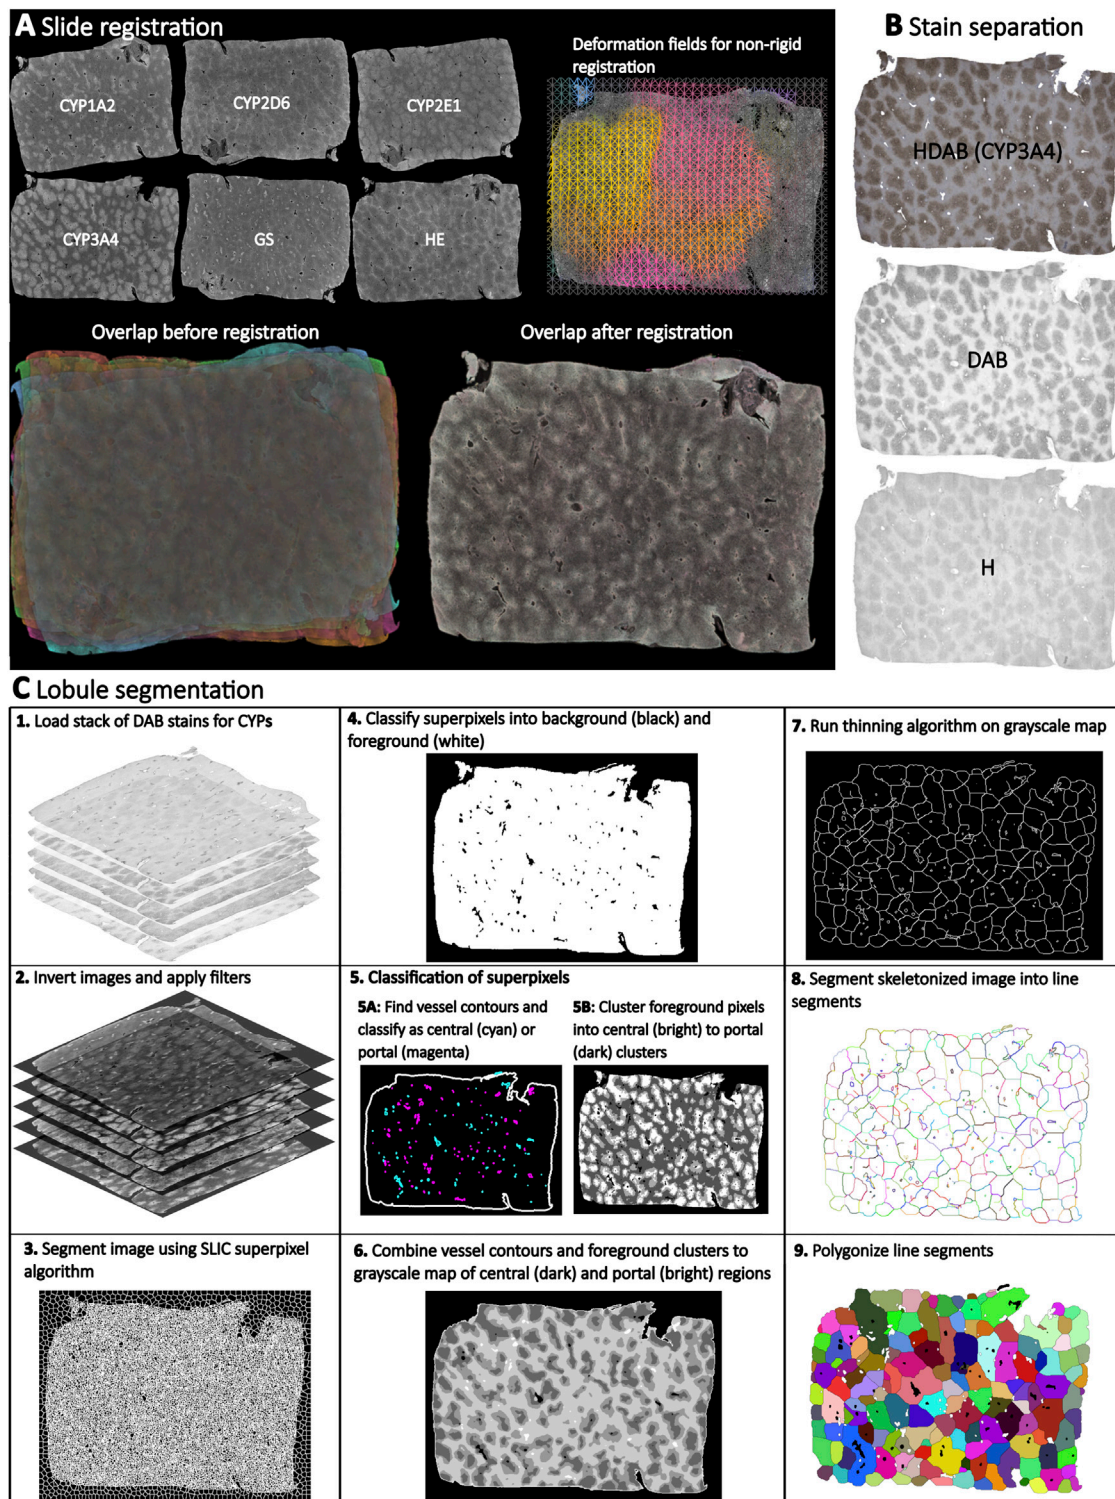 A Slide registration
CYP1A2
CYP2D6
CYP2E1
CYP3A4
GS
HE
Deformation fields for non-rigid
registration
Overlap before registration
Overlap after registration
B Stain separation
HDAB (CYP3A4)
DAB
H
C Lobule segmentation
1. Load stack of DAB stains for CYPs
2. Invert images and apply filters
3. Segment image using SLIC superpixel
algorithm
4. Classify superpixels into background (black) and
foreground (white)
5. Classification of superpixels
5A: Find vessel contours and
classify as central (cyan) or
portal (magenta)
5B: Cluster foreground pixels
into central (bright) to portal
(dark) clusters
6. Combine vessel contours and foreground clusters to
grayscale map of central (dark) and portal (bright) regions
7. Run thinning algorithm on grayscale map
8. Segment skeletonized image into line
segments
9. Polygonize line segments